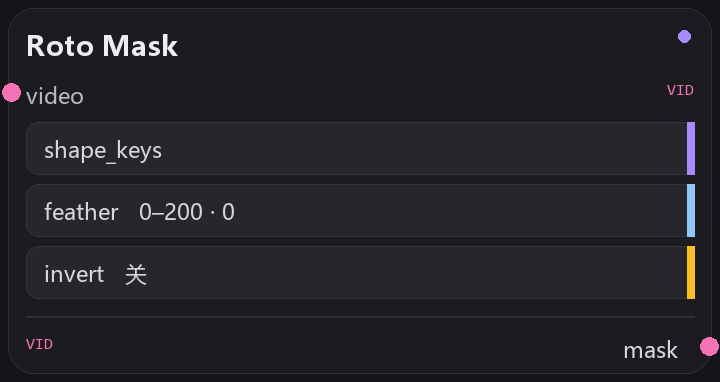 Roto Mask
video VID
shape_keys
feather 0–200 · 0
invert 关
VID mask